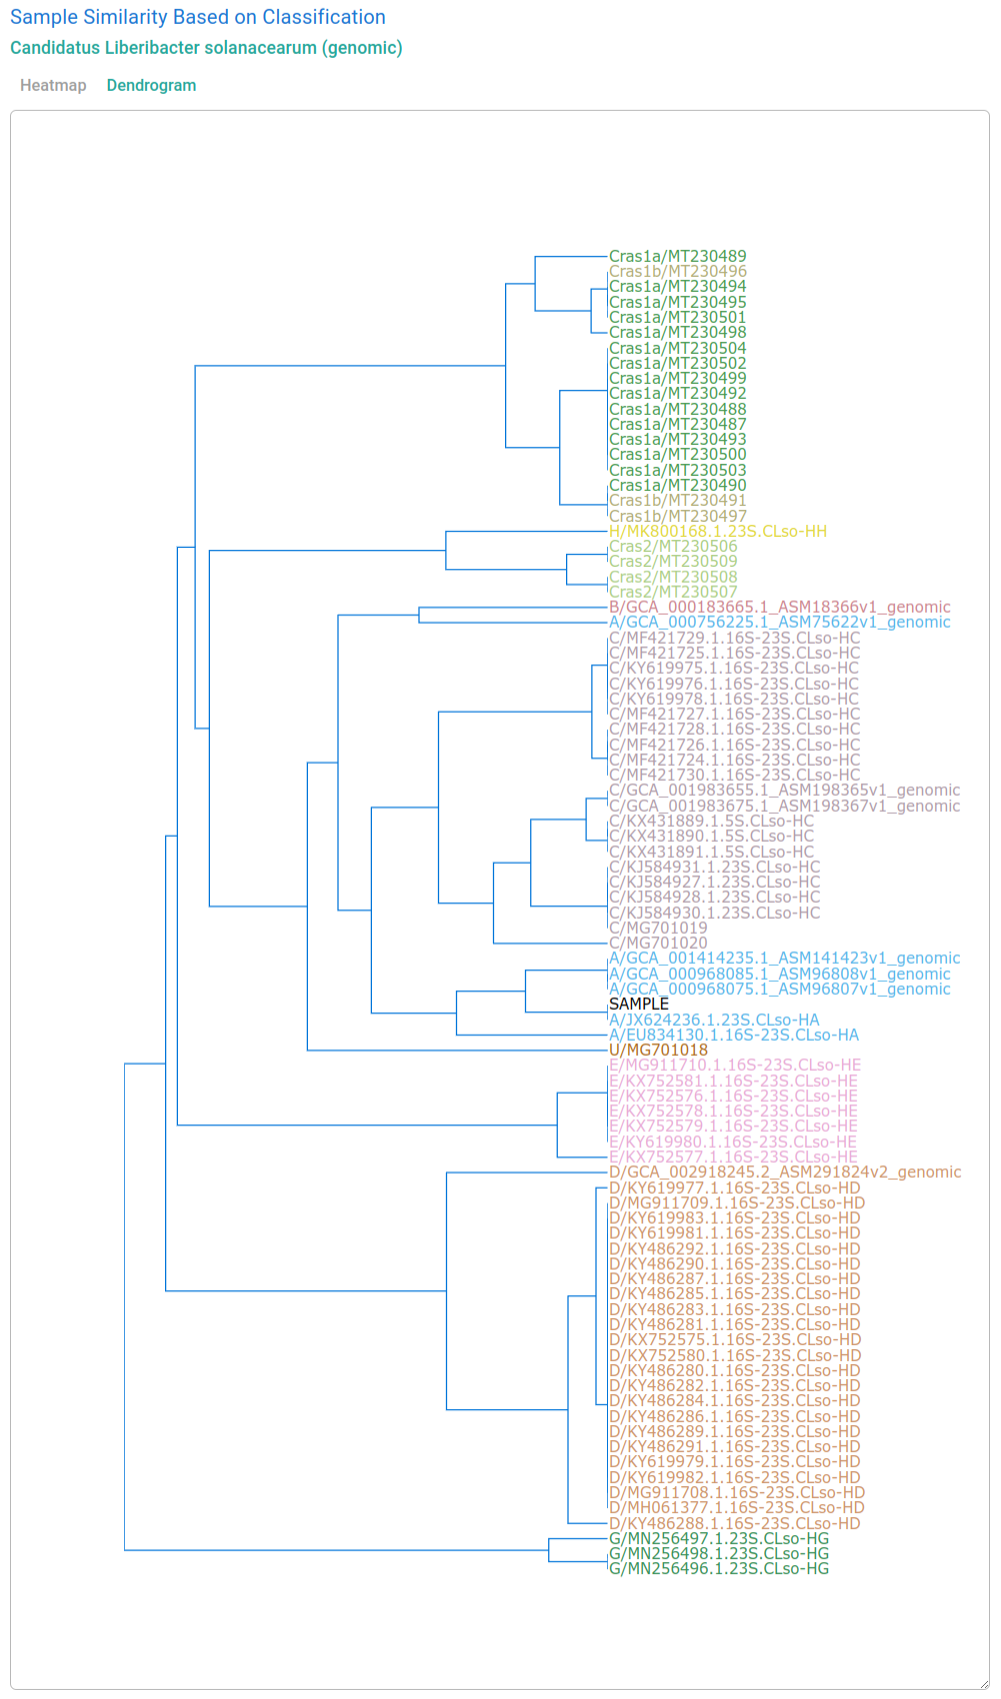 Sample Similarity Based on Classification
Candidatus Liberibacter solanacearum (genomic)
Heatmap Dendrogram
Cras1a/MT230489
Cras1b/MT230496
Cras1a/MT230494
Cras1a/MT230495
Cras1a/MT230501
Cras1a/MT230498
Cras1a/MT230504
Cras1a/MT230502
Cras1a/MT230499
Cras1a/MT230492
Cras1a/MT230488
Cras1a/MT230487
Cras1a/MT230493
Cras1a/MT230500
Cras1a/MT230503
Cras1a/MT230490
Cras1b/MT230491
Cras1b/MT230497
H/MK800168.1.23S.CLso-HH
Cras2/MT230506
Cras2/MT230509
Cras2/MT230508
Cras2/MT230507
B/GCA_000183665.1_ASM18366v1_genomic
A/GCA_000756225.1_ASM75622v1_genomic
C/MF421729.1.16S-23S.CLso-HC
C/MF421725.1.16S-23S.CLso-HC
C/KY619975.1.16S-23S.CLso-HC
C/KY619976.1.16S-23S.CLso-HC
C/KY619978.1.16S-23S.CLso-HC
C/MF421727.1.16S-23S.CLso-HC
C/MF421728.1.16S-23S.CLso-HC
C/MF421726.1.16S-23S.CLso-HC
C/MF421724.1.16S-23S.CLso-HC
C/MF421730.1.16S-23S.CLso-HC
C/GCA_001983655.1_ASM198365v1_genomic
C/GCA_001983675.1_ASM198367v1_genomic
C/KX431889.1.5S.CLso-HC
C/KX431890.1.5S.CLso-HC
C/KX431891.1.5S.CLso-HC
C/KJ584931.1.23S.CLso-HC
C/KJ584927.1.23S.CLso-HC
C/KJ584928.1.23S.CLso-HC
C/KJ584930.1.23S.CLso-HC
C/MG701019
C/MG701020
A/GCA_001414235.1_ASM141423v1_genomic
A/GCA_000968085.1_ASM96808v1_genomic
A/GCA_000968075.1_ASM96807v1_genomic
SAMPLE
A/JX624236.1.23S.CLso-HA
A/EU834130.1.16S-23S.CLso-HA
U/MG701018
E/MG911710.1.16S-23S.CLso-HE
E/KX752581.1.16S-23S.CLso-HE
E/KX752576.1.16S-23S.CLso-HE
E/KX752578.1.16S-23S.CLso-HE
E/KX752579.1.16S-23S.CLso-HE
E/KY619980.1.16S-23S.CLso-HE
E/KX752577.1.16S-23S.CLso-HE
D/GCA_002918245.2_ASM291824v2_genomic
D/KY619977.1.16S-23S.CLso-HD
D/MG911709.1.16S-23S.CLso-HD
D/KY619983.1.16S-23S.CLso-HD
D/KY619981.1.16S-23S.CLso-HD
D/KY486292.1.16S-23S.CLso-HD
D/KY486290.1.16S-23S.CLso-HD
D/KY486287.1.16S-23S.CLso-HD
D/KY486285.1.16S-23S.CLso-HD
D/KY486283.1.16S-23S.CLso-HD
D/KY486281.1.16S-23S.CLso-HD
D/KX752575.1.16S-23S.CLso-HD
D/KX752580.1.16S-23S.CLso-HD
D/KY486280.1.16S-23S.CLso-HD
D/KY486282.1.16S-23S.CLso-HD
D/KY486284.1.16S-23S.CLso-HD
D/KY486286.1.16S-23S.CLso-HD
D/KY486289.1.16S-23S.CLso-HD
D/KY486291.1.16S-23S.CLso-HD
D/KY619979.1.16S-23S.CLso-HD
D/KY619982.1.16S-23S.CLso-HD
D/MG911708.1.16S-23S.CLso-HD
D/MH061377.1.16S-23S.CLso-HD
D/KY486288.1.16S-23S.CLso-HD
G/MN256497.1.23S.CLso-HG
G/MN256498.1.23S.CLso-HG
G/MN256496.1.23S.CLso-HG